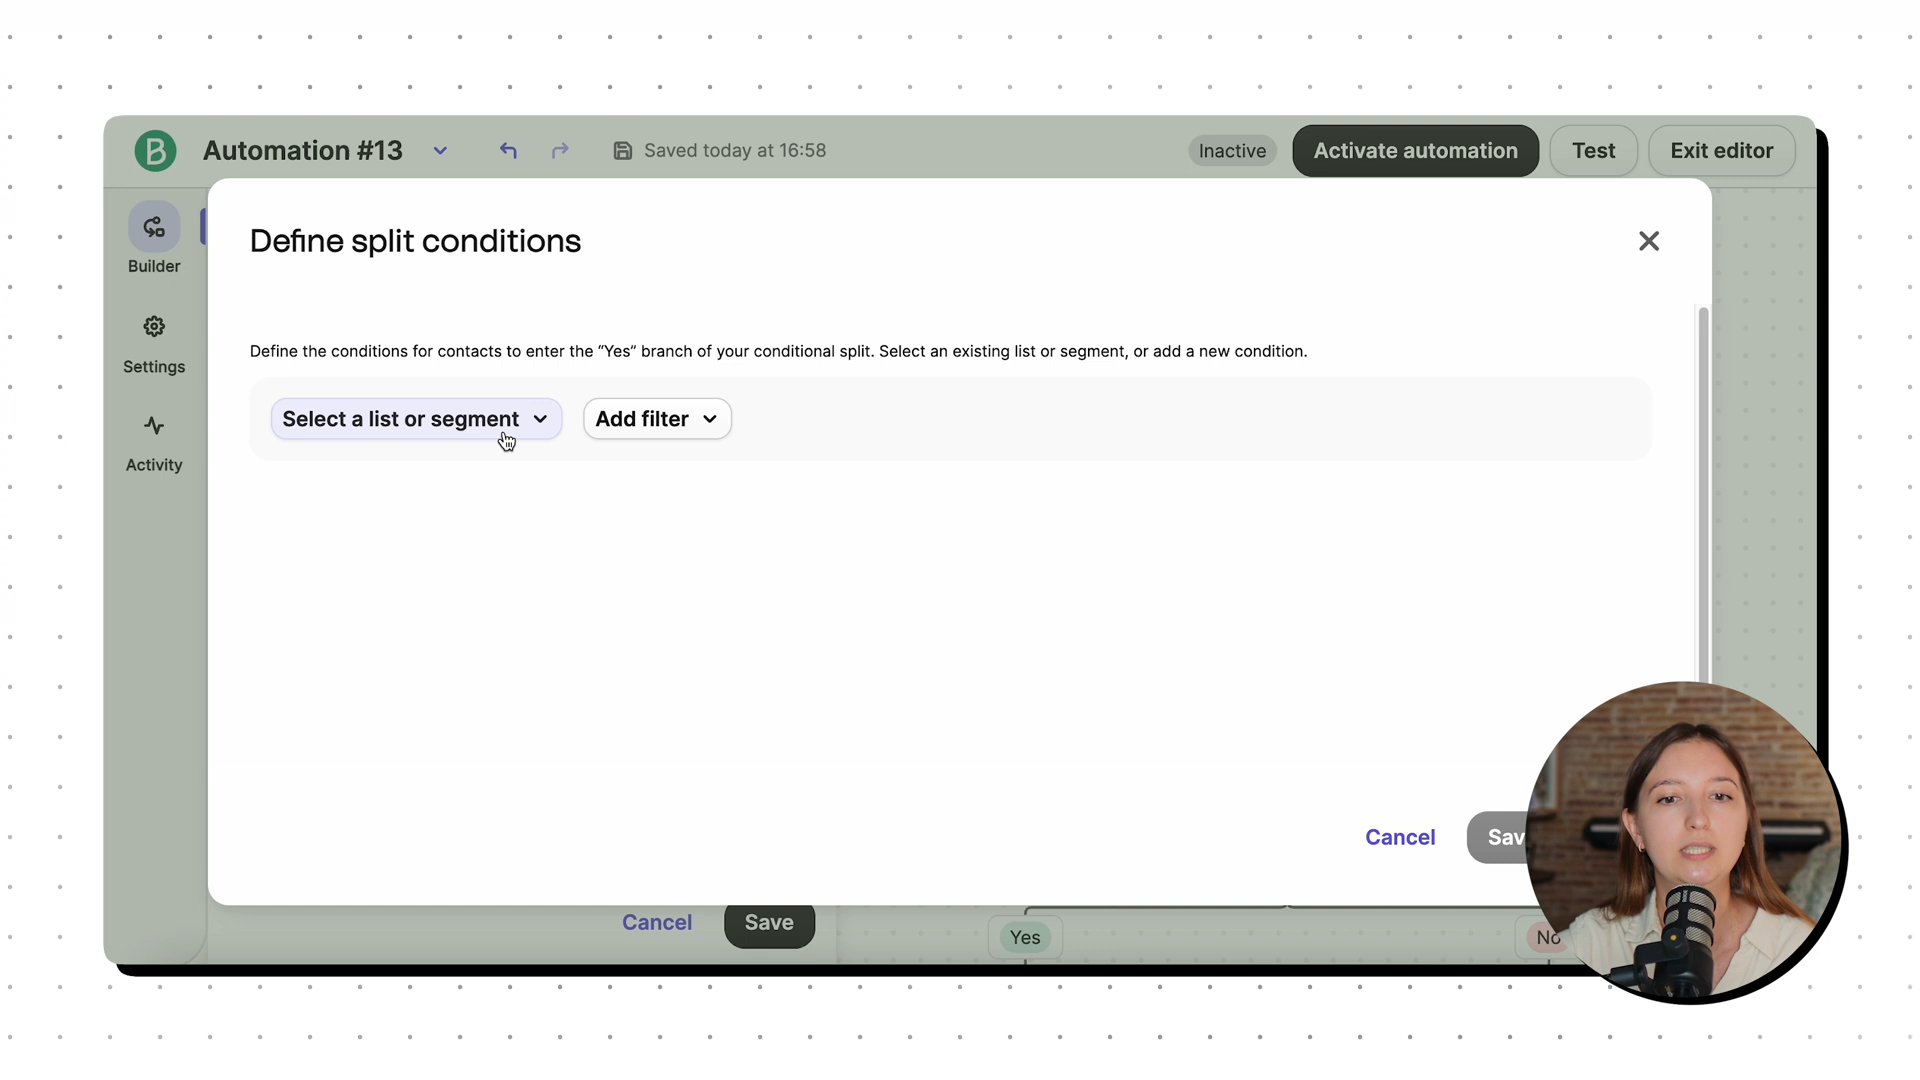 B Automation #13 Saved today at 16:58 Inactive Activate automation Test Exit editor
Builder
Settings
Activity
Define split conditions
Define the conditions for contacts to enter the “Yes” branch of your conditional split. Select an existing list or segment, or add a new condition.
Select a list or segment Add filter
Cancel Sav
Cancel Save Yes No